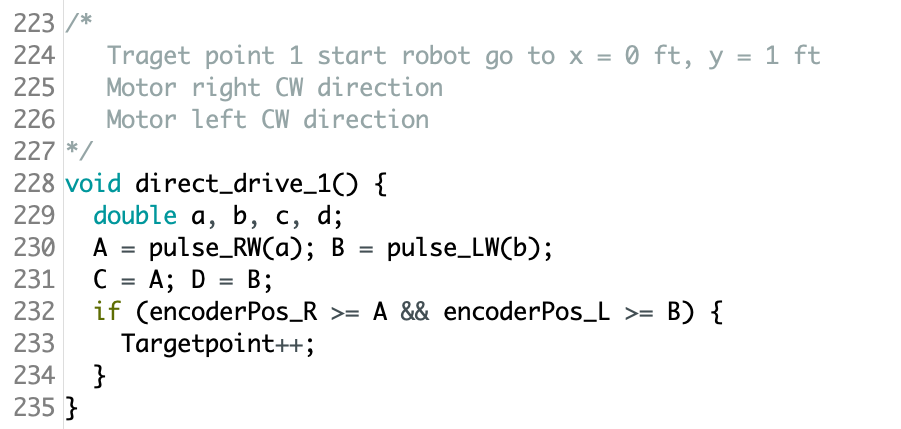 223 /*
224    Traget point 1 start robot go to x = 0 ft, y = 1 ft
225    Motor right CW direction
226    Motor left CW direction
227 */
228 void direct_drive_1() {
229   double a, b, c, d;
230   A = pulse_RW(a); B = pulse_LW(b);
231   C = A; D = B;
232   if (encoderPos_R >= A && encoderPos_L >= B) {
233     Targetpoint++;
234   }
235 }